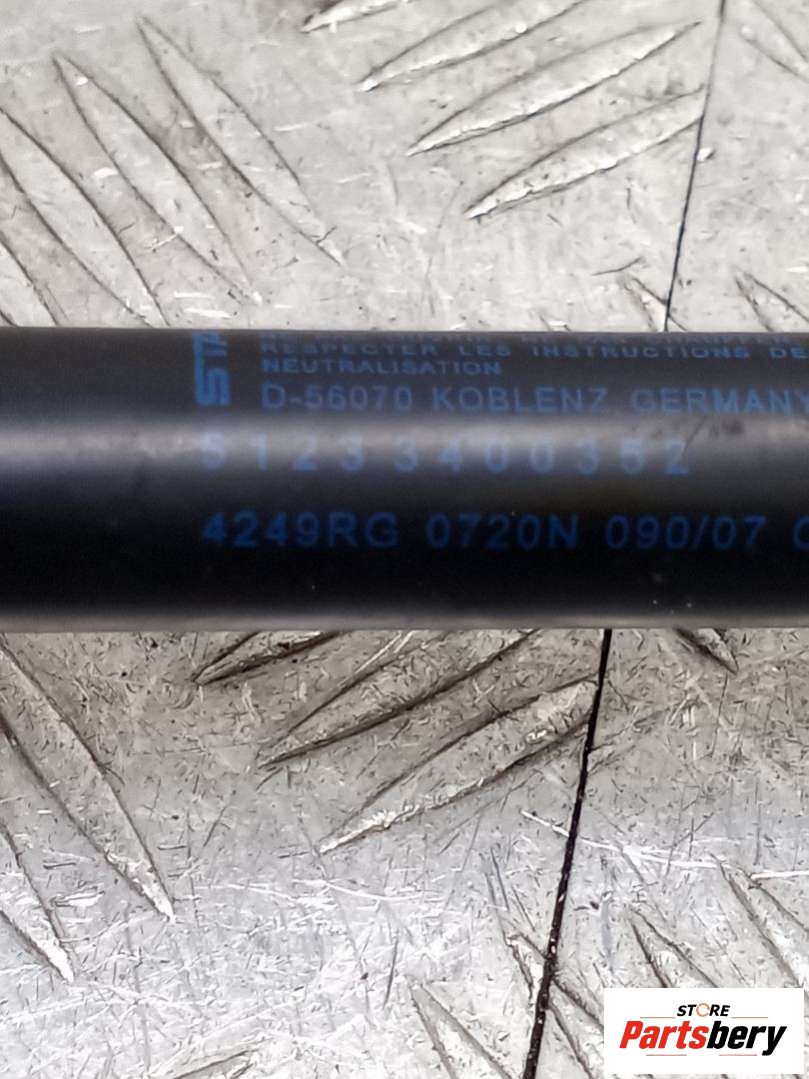 STA
RESPECTER LES INSTRUCTIONS DE
NEUTRALISATION
D-56070 KOBLENZ GERMANY
51233400352
4249RG 0720N 090/07
STORE
Partsbery